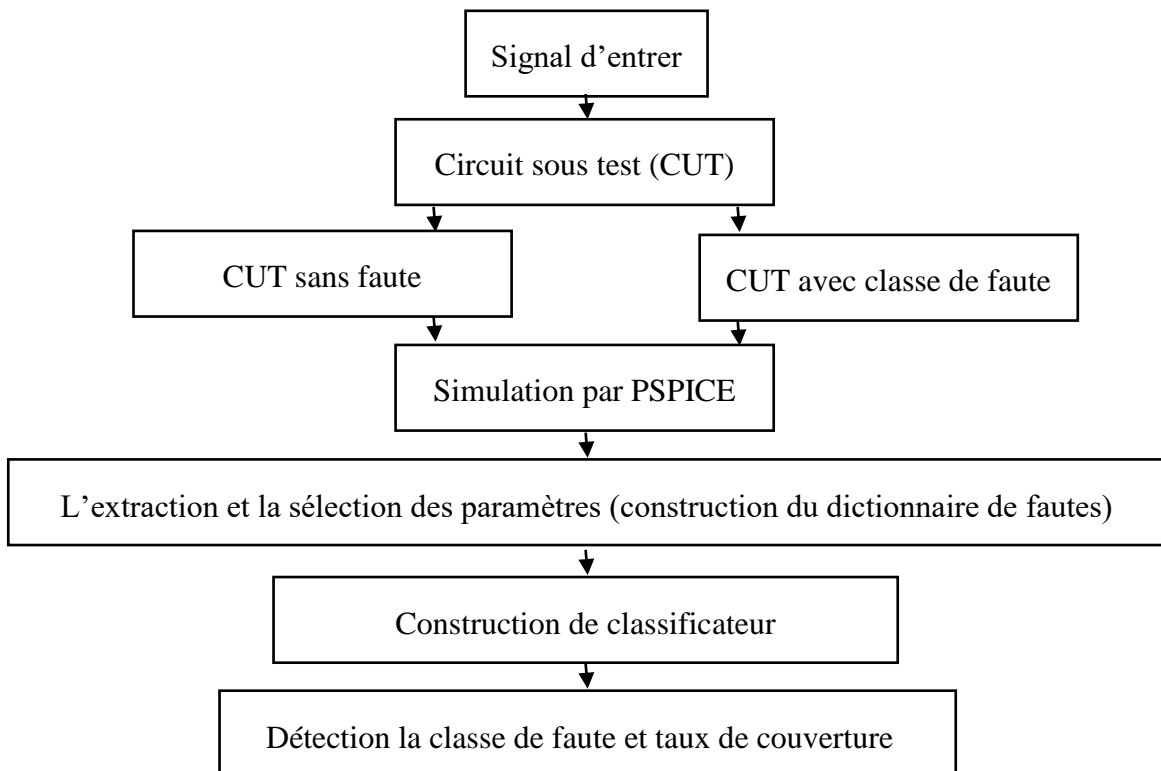 Signal d’entrer
Circuit sous test (CUT)
CUT sans faute
CUT avec classe de faute
Simulation par PSPICE
L’extraction et la sélection des paramètres (construction du dictionnaire de fautes)
Construction de classificateur
Détection la classe de faute et taux de couverture